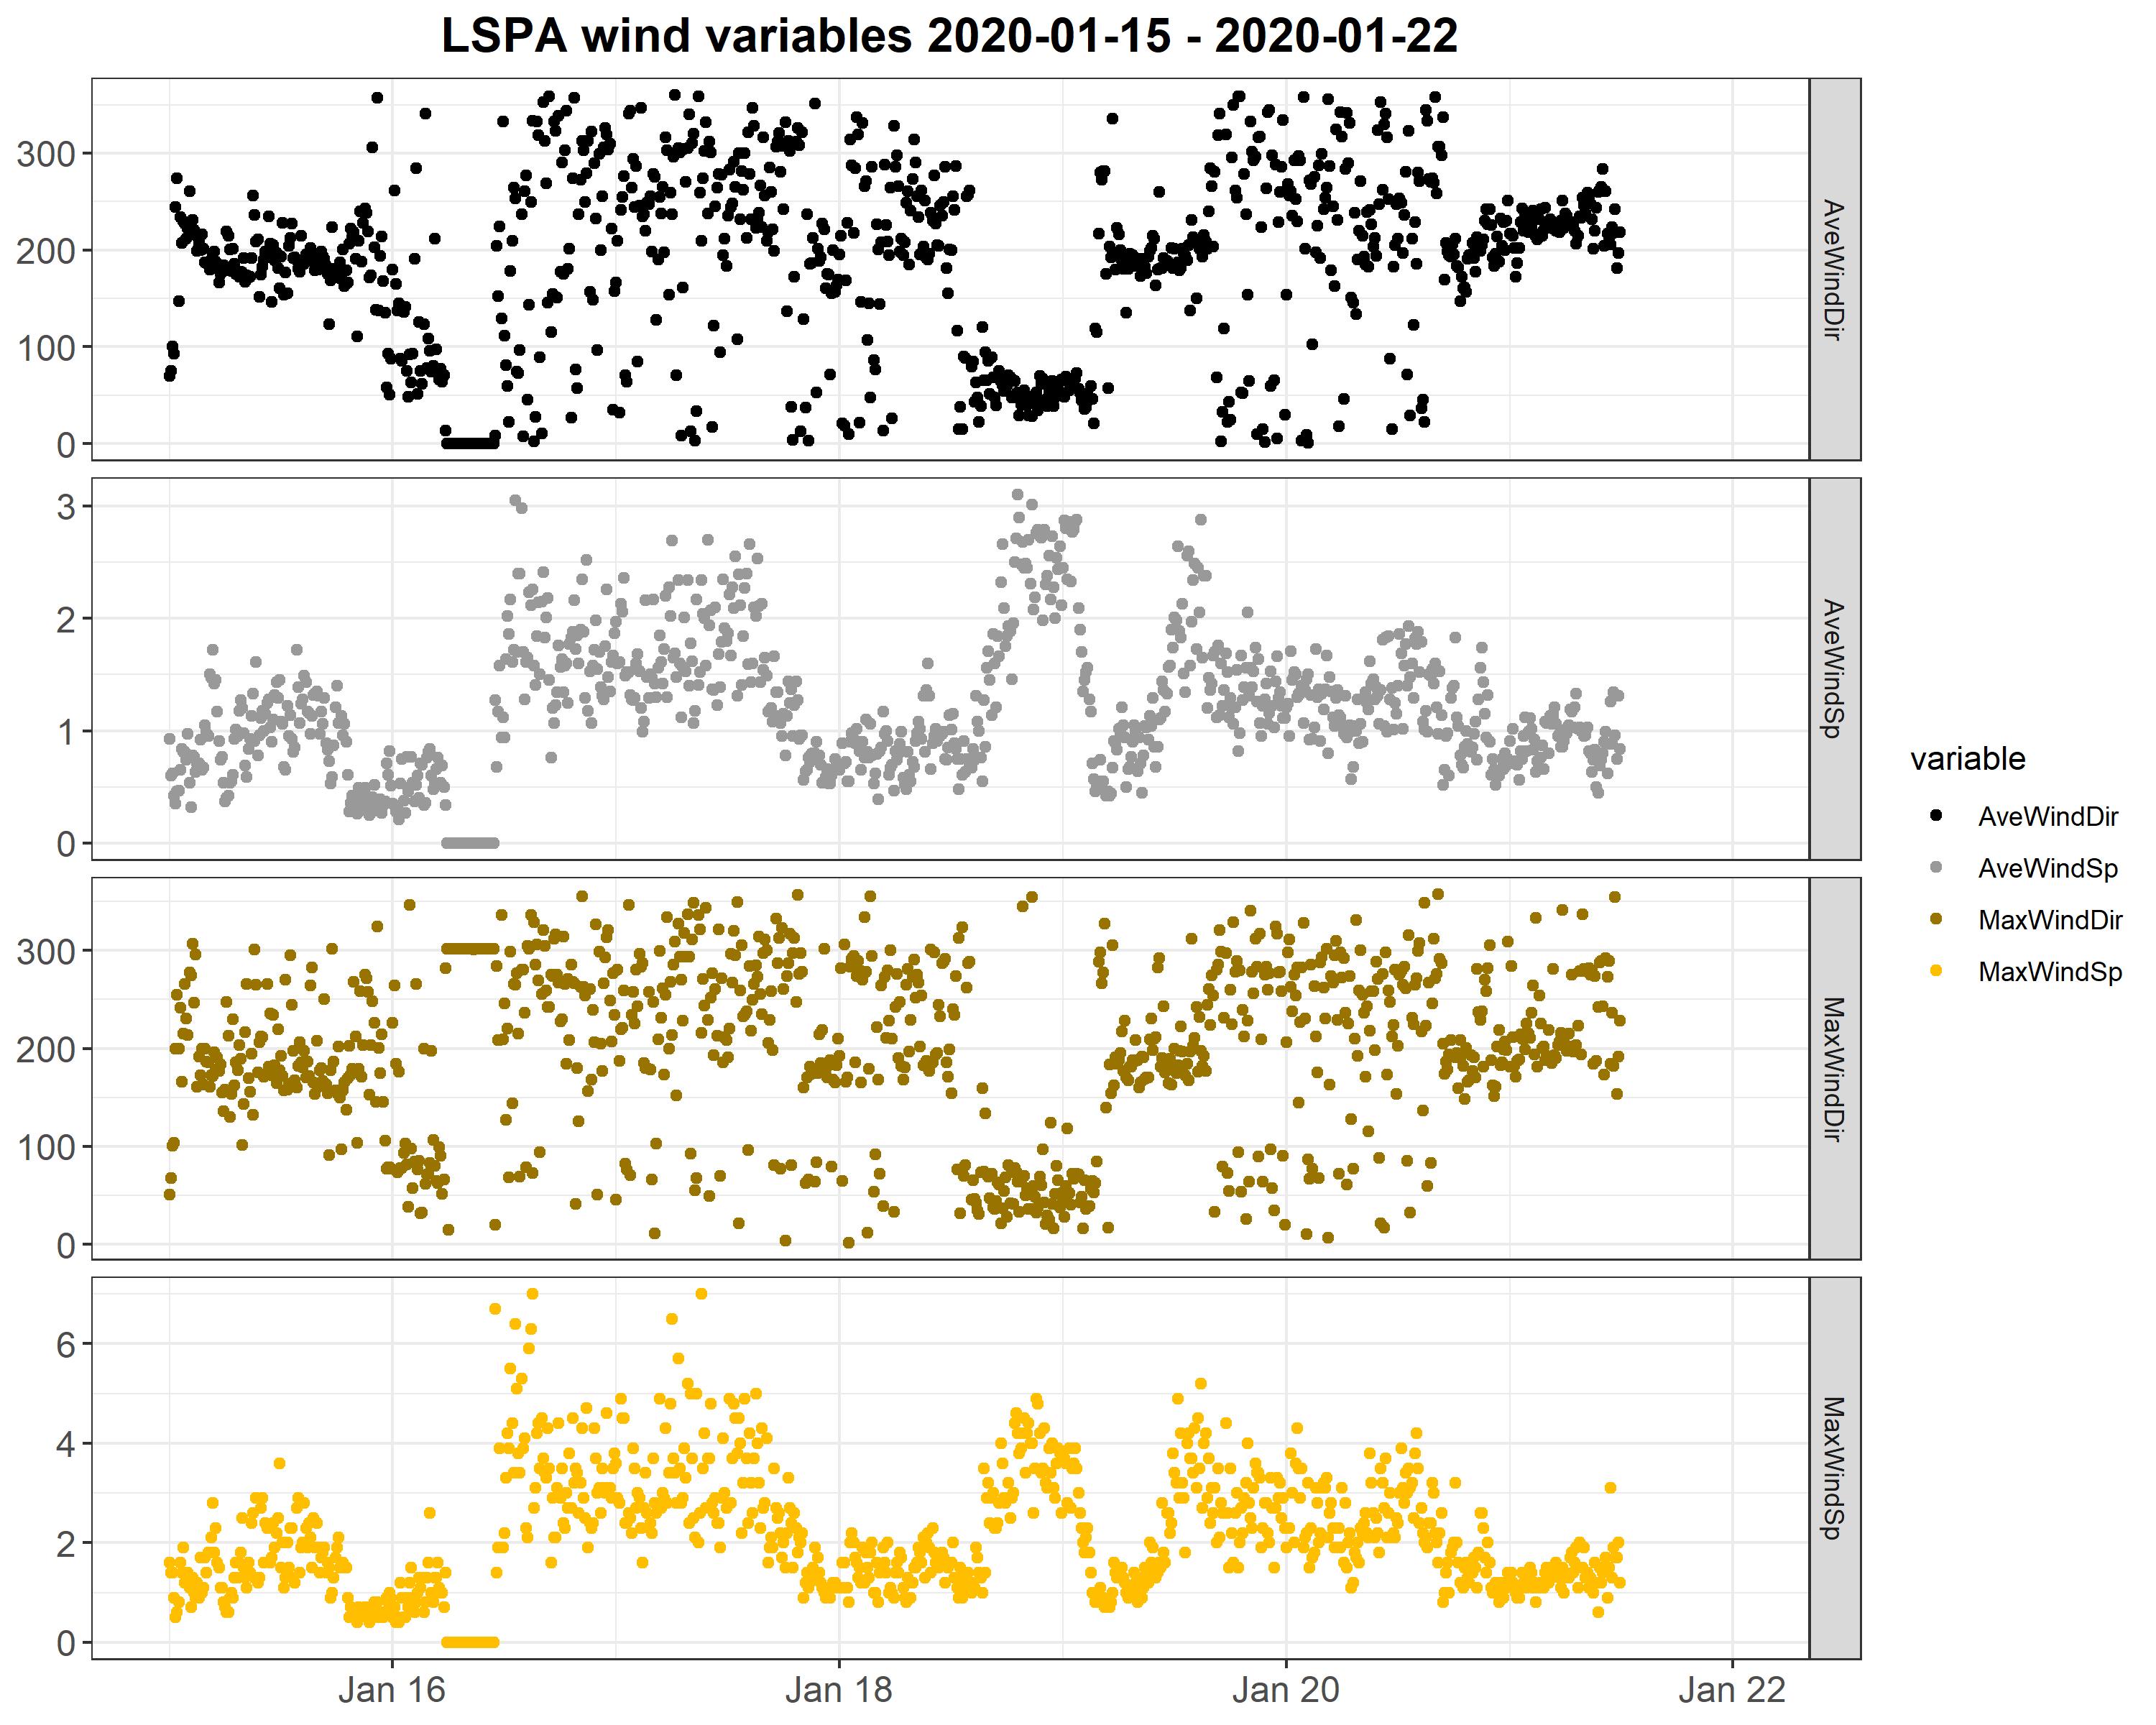 LSPA wind variables 2020-01-15 - 2020-01-22
300
200
100
0
AveWindDir
3
2
1
0
AveWindSp
300
200
100
0
MaxWindDir
6
4
2
0
MaxWindSp
Jan 16 Jan 18 Jan 20 Jan 22
variable
AveWindDir
AveWindSp
MaxWindDir
MaxWindSp